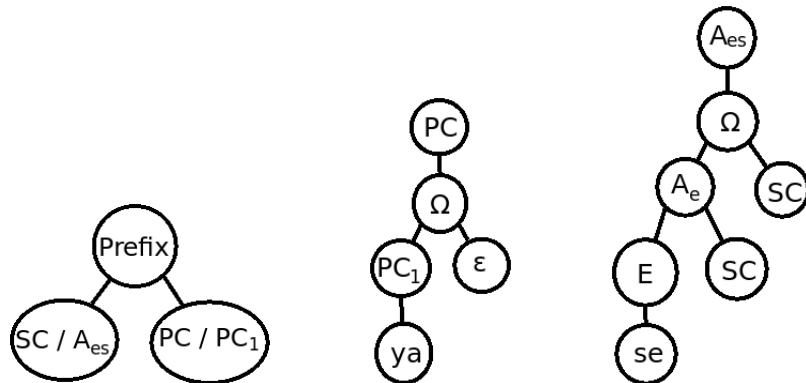 Prefix
SC / Aes
PC / PC1
PC
Ω
PC1
ε
ya
Aes
Ω
Ae
SC
E
SC
se